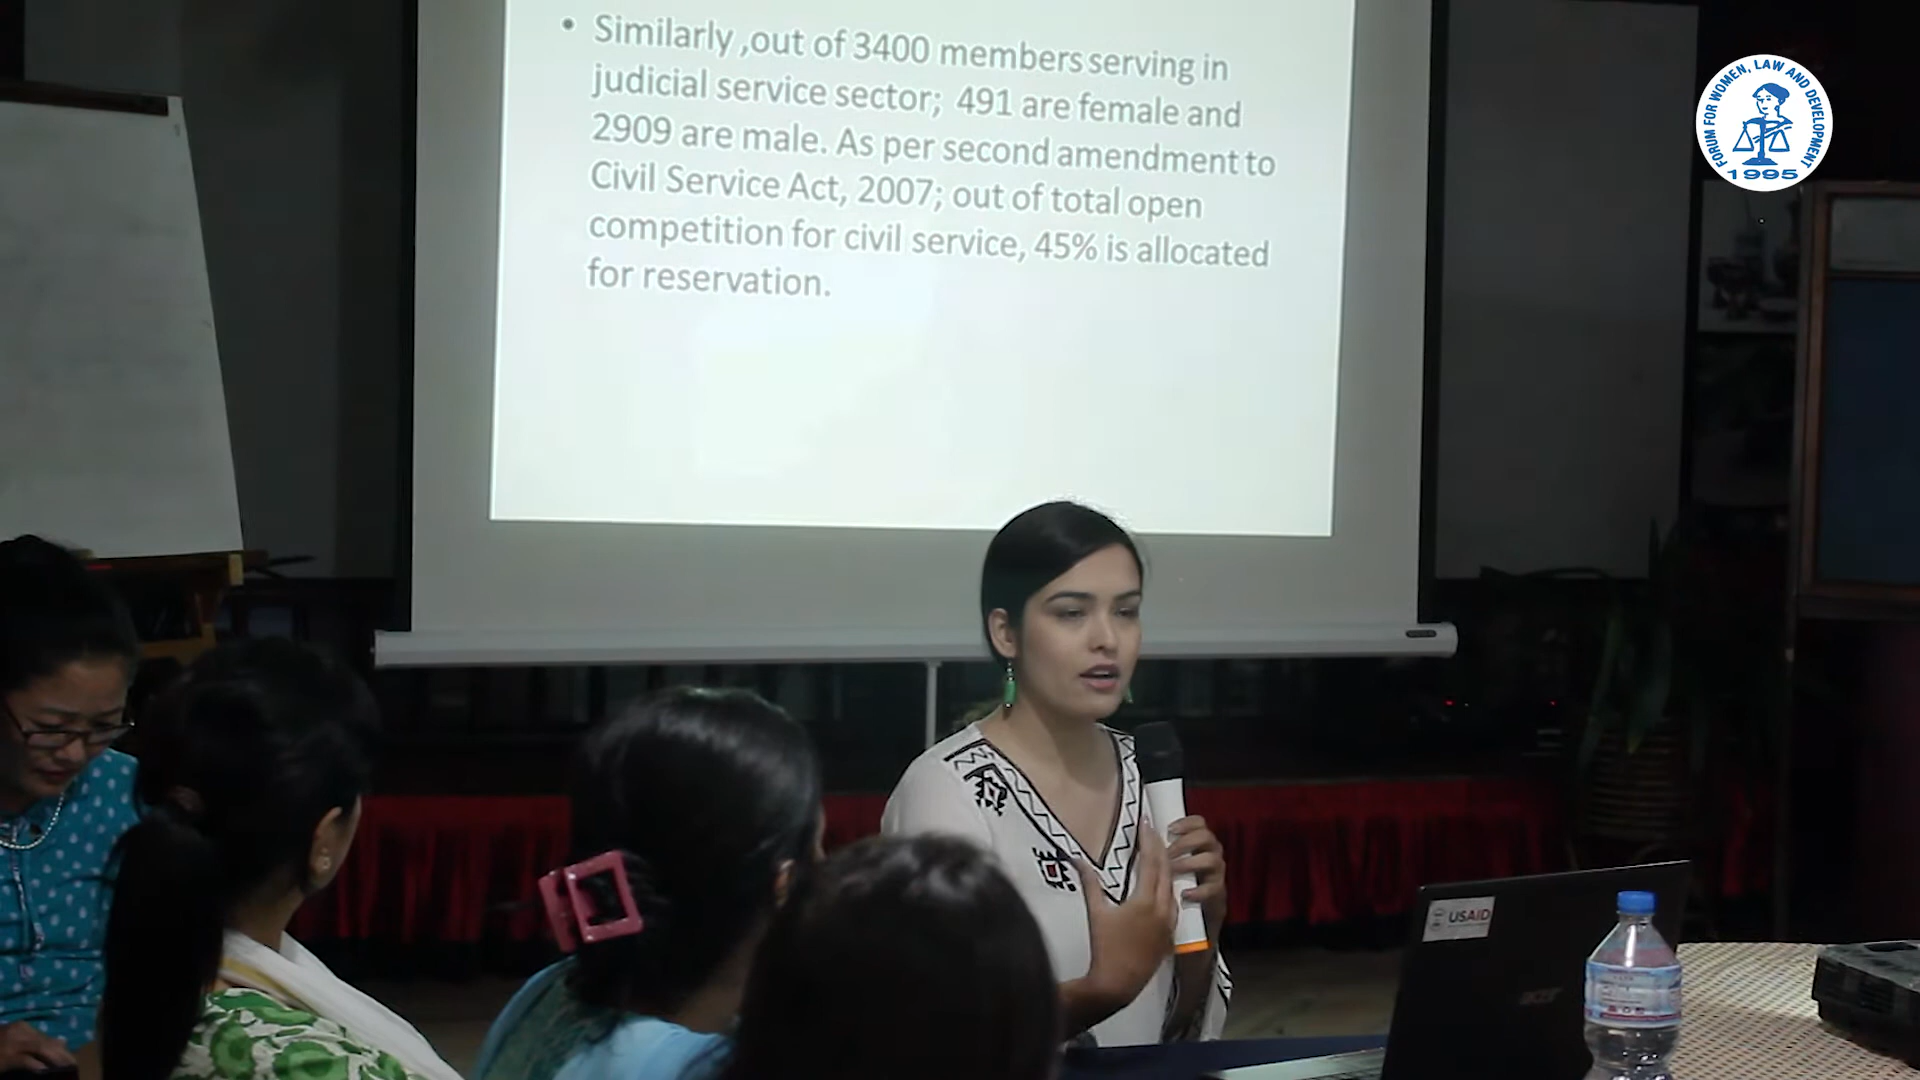 • Similarly ,out of 3400 members serving in
judicial service sector; 491 are female and
2909 are male. As per second amendment to
Civil Service Act, 2007; out of total open
competition for civil service, 45% is allocated
for reservation.
FORUM FOR WOMEN, LAW AND DEVELOPMENT
1995
USAID
acer